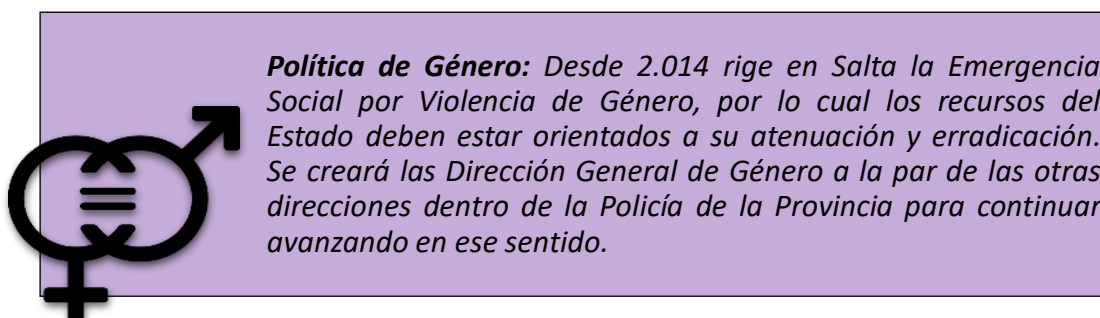 Política de Género: Desde 2.014 rige en Salta la Emergencia
Social por Violencia de Género, por lo cual los recursos del
Estado deben estar orientados a su atenuación y erradicación.
Se creará las Dirección General de Género a la par de las otras
direcciones dentro de la Policía de la Provincia para continuar
avanzando en ese sentido.